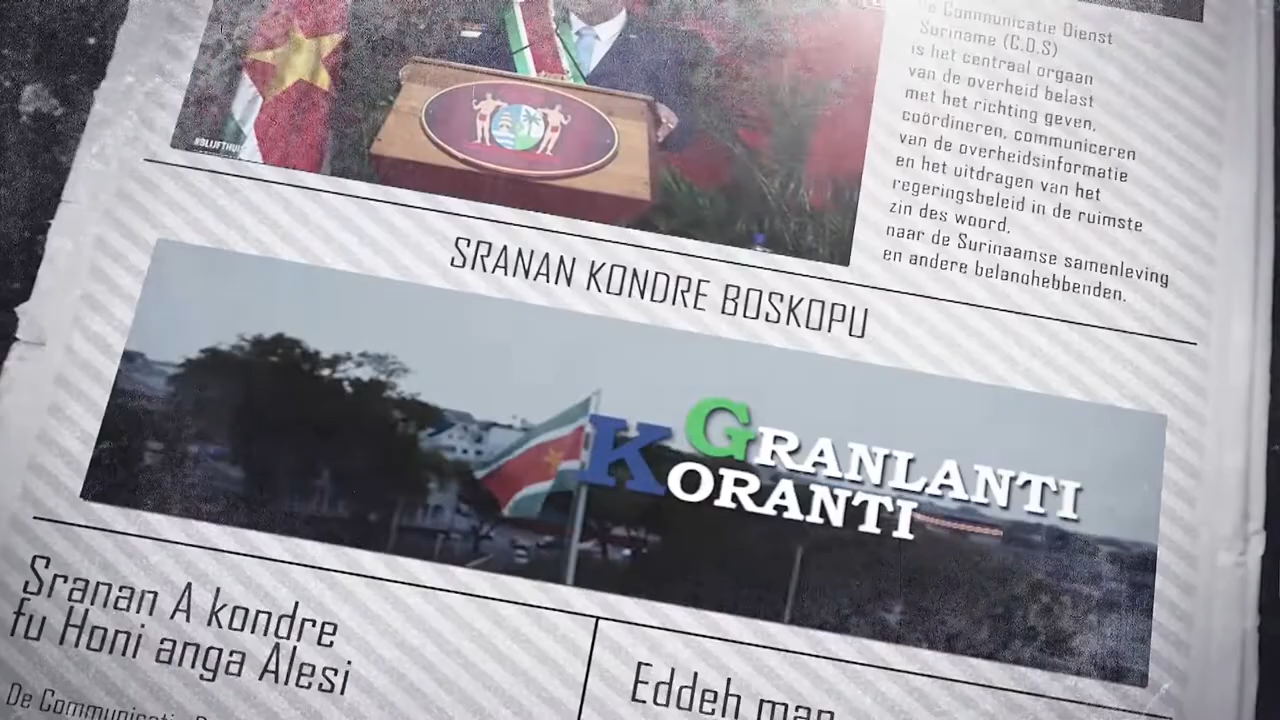 De Communicatie Dienst
Suriname (C.D.S)
is het centraal orgaan
van de overheid belast
met het richting geven,
coördineren, communiceren
van de overheidsinformatie
en het uitdragen van het
regeringsbeleid in de ruimste
zin des woord,
naar de Surinaamse samenleving
en andere belanghebbenden.
SRANAN KONDRE BOSKOPU
GRANLANTI
KORANTI
Sranan A kondre
fu Honi anga Alesi
De Communicatie
Eddeh man